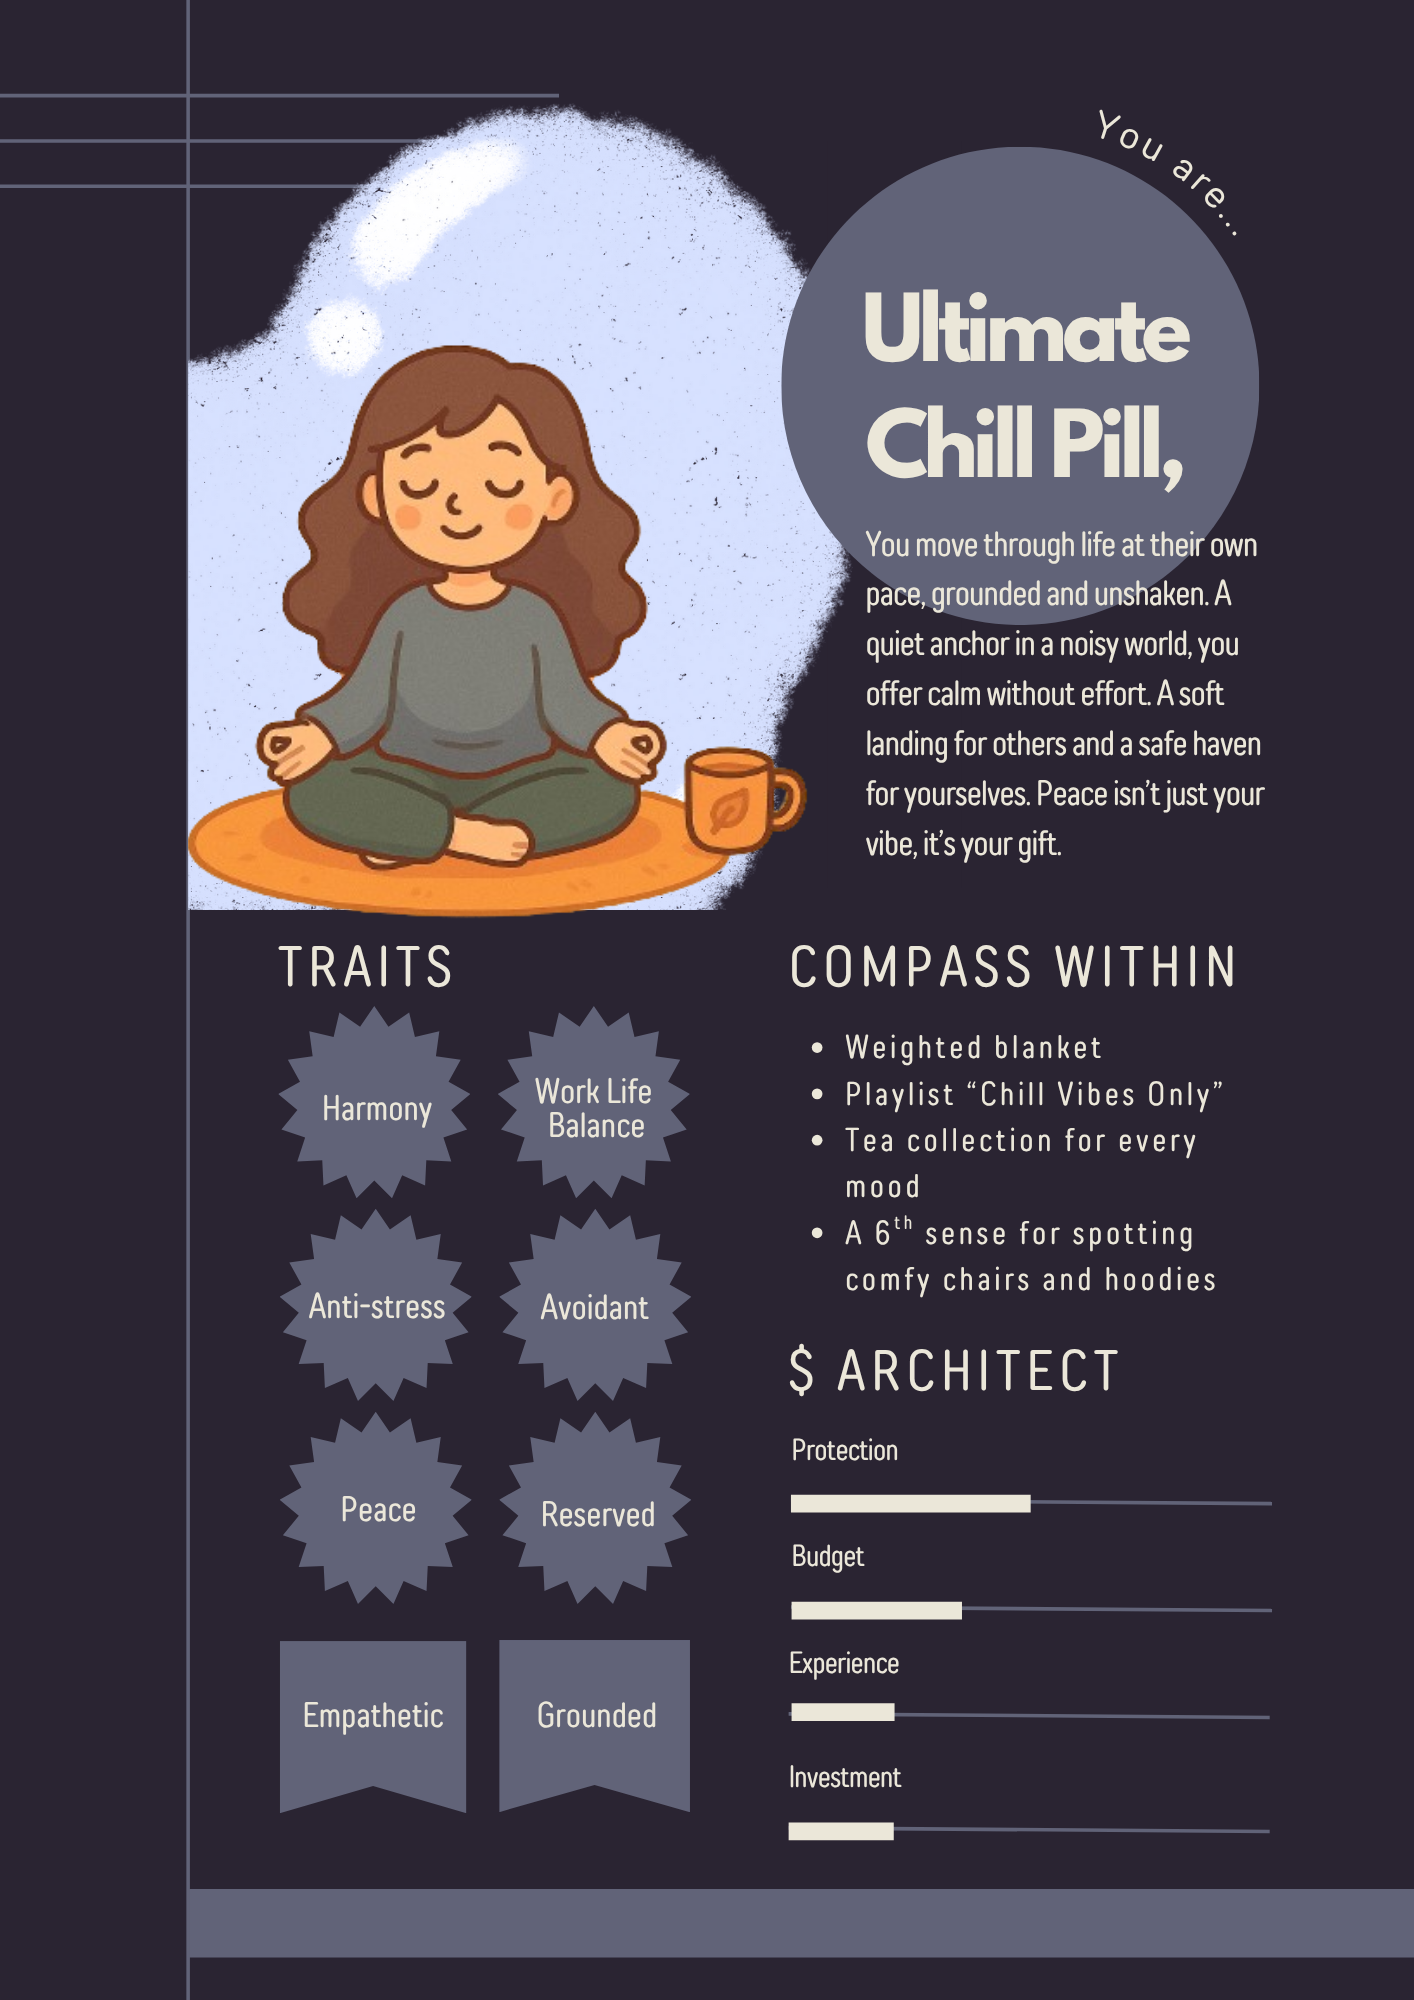 You are...
Ultimate
Chill Pill,
You move through life at their own
pace, grounded and unshaken. A
quiet anchor in a noisy world, you
offer calm without effort. A soft
landing for others and a safe haven
for yourselves. Peace isn’t just your
vibe, it’s your gift.
TRAITS
Harmony
Work Life
Balance
Anti-stress
Avoidant
Peace
Reserved
Empathetic
Grounded
COMPASS WITHIN
• Weighted blanket
• Playlist “Chill Vibes Only”
• Tea collection for every
mood
• A 6th sense for spotting
comfy chairs and hoodies
$ ARCHITECT
Protection
Budget
Experience
Investment